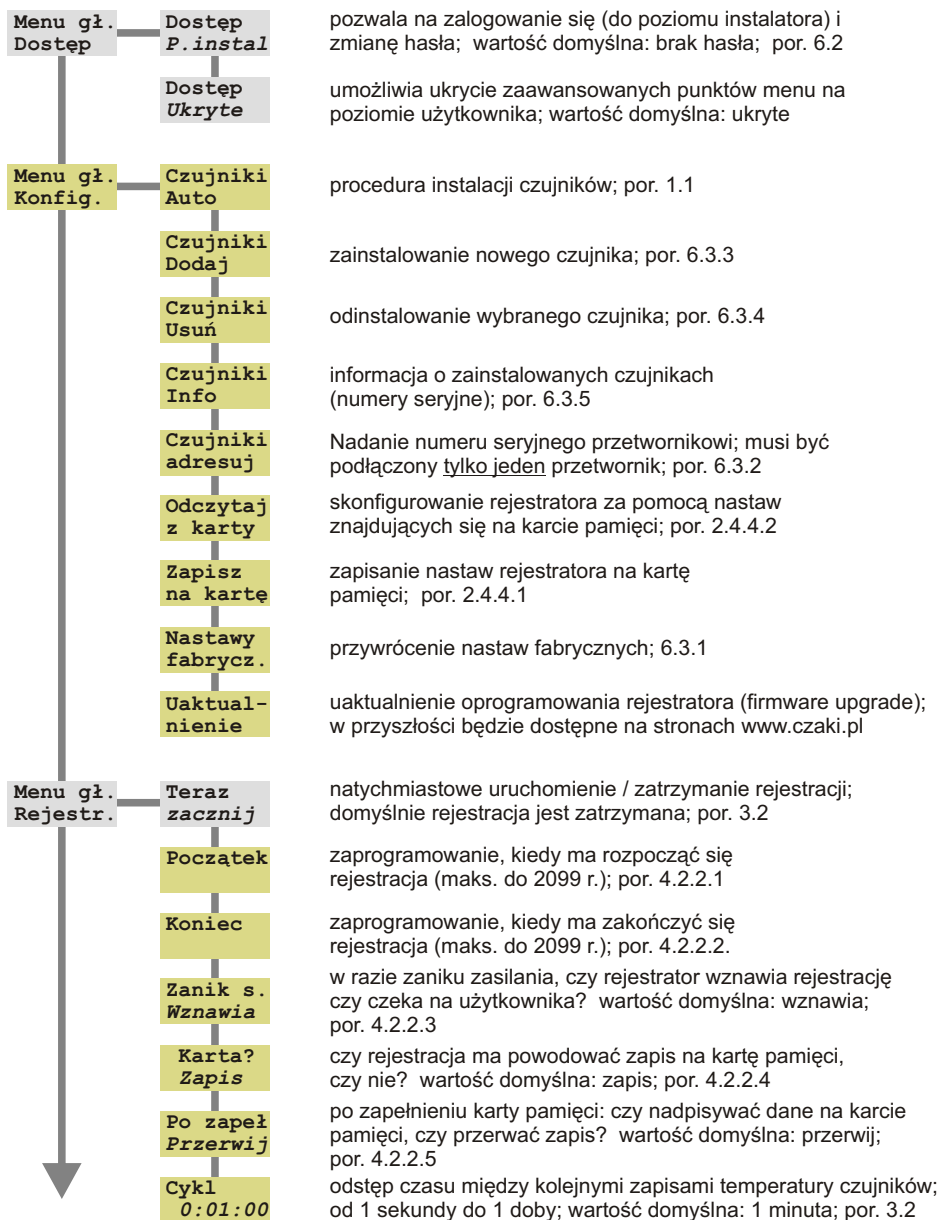 Menu gł.
Dostęp
Dostęp
P.instal
pozwala na zalogowanie się (do poziomu instalatora) i
zmianę hasła;  wartość domyślna: brak hasła;  por. 6.2
Dostęp
Ukryte
umożliwia ukrycie zaawansowanych punktów menu na
poziomie użytkownika; wartość domyślna: ukryte
Menu gł.
Konfig.
Czujniki
Auto
procedura instalacji czujników; por. 1.1
Czujniki
Dodaj
zainstalowanie nowego czujnika; por. 6.3.3
Czujniki
Usuń
odinstalowanie wybranego czujnika; por. 6.3.4
Czujniki
Info
informacja o zainstalowanych czujnikach
(numery seryjne); por. 6.3.5
Czujniki
adresuj
Nadanie numeru seryjnego przetwornikowi; musi być
podłączony tylko jeden przetwornik; por. 6.3.2
Odczytaj
z karty
skonfigurowanie rejestratora za pomocą nastaw
znajdujących się na karcie pamięci; por. 2.4.4.2
Zapisz
na kartę
zapisanie nastaw rejestratora na kartę
pamięci;  por. 2.4.4.1
Nastawy
fabrycz.
przywrócenie nastaw fabrycznych; 6.3.1
Uaktual-
nienie
uaktualnienie oprogramowania rejestratora (firmware upgrade);
w przyszłości będzie dostępne na stronach www.czaki.pl
Menu gł.
Rejestr.
Teraz
zacznij
natychmiastowe uruchomienie / zatrzymanie rejestracji;
domyślnie rejestracja jest zatrzymana; por. 3.2
Początek
zaprogramowanie, kiedy ma rozpocząć się
rejestracja (maks. do 2099 r.); por. 4.2.2.1
Koniec
zaprogramowanie, kiedy ma zakończyć się
rejestracja (maks. do 2099 r.); por. 4.2.2.2.
Zanik s.
Wznawia
w razie zaniku zasilania, czy rejestrator wznawia rejestrację
czy czeka na użytkownika?  wartość domyślna: wznawia;
por. 4.2.2.3
Karta?
Zapis
czy rejestracja ma powodować zapis na kartę pamięci,
czy nie?  wartość domyślna: zapis; por. 4.2.2.4
Po zapeł
Przerwij
po zapełnieniu karty pamięci: czy nadpisywać dane na karcie
pamięci, czy przerwać zapis?  wartość domyślna: przerwij;
por. 4.2.2.5
Cykl
0:01:00
odstęp czasu między kolejnymi zapisami temperatury czujników;
od 1 sekundy do 1 doby; wartość domyślna: 1 minuta; por. 3.2